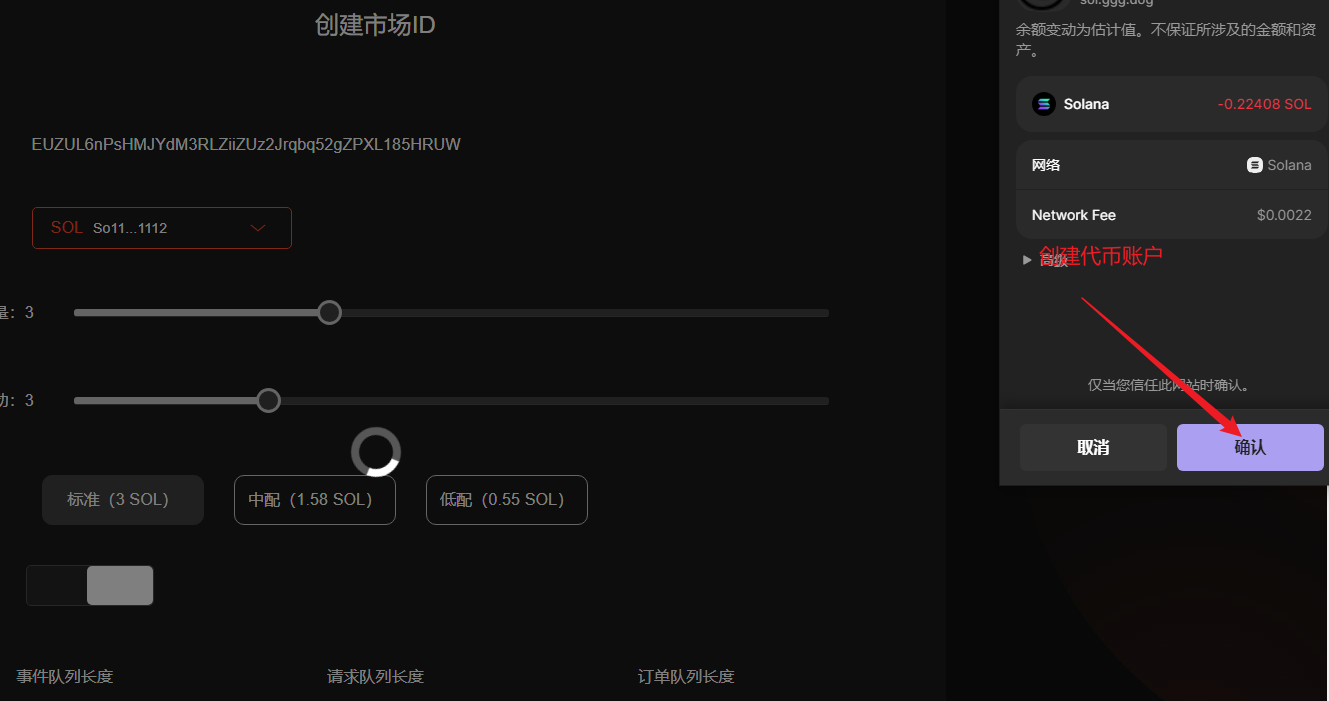 创建市场ID
EUZUL6nPsHMJYdM3RLZiiZUz2Jrqbq52gZPXL185HRUW
SOL So11...1112
量：3
功：3
标准（3 SOL）
中配（1.58 SOL）
低配（0.55 SOL）
事件队列长度
请求队列长度
订单队列长度
sol.ggg.dog
余额变动为估计值。不保证所涉及的金额和资
产。
Solana
-0.22408 SOL
网络
Solana
Network Fee
$0.0022
高级
创建代币账户
仅当您信任此网站时确认。
取消
确认